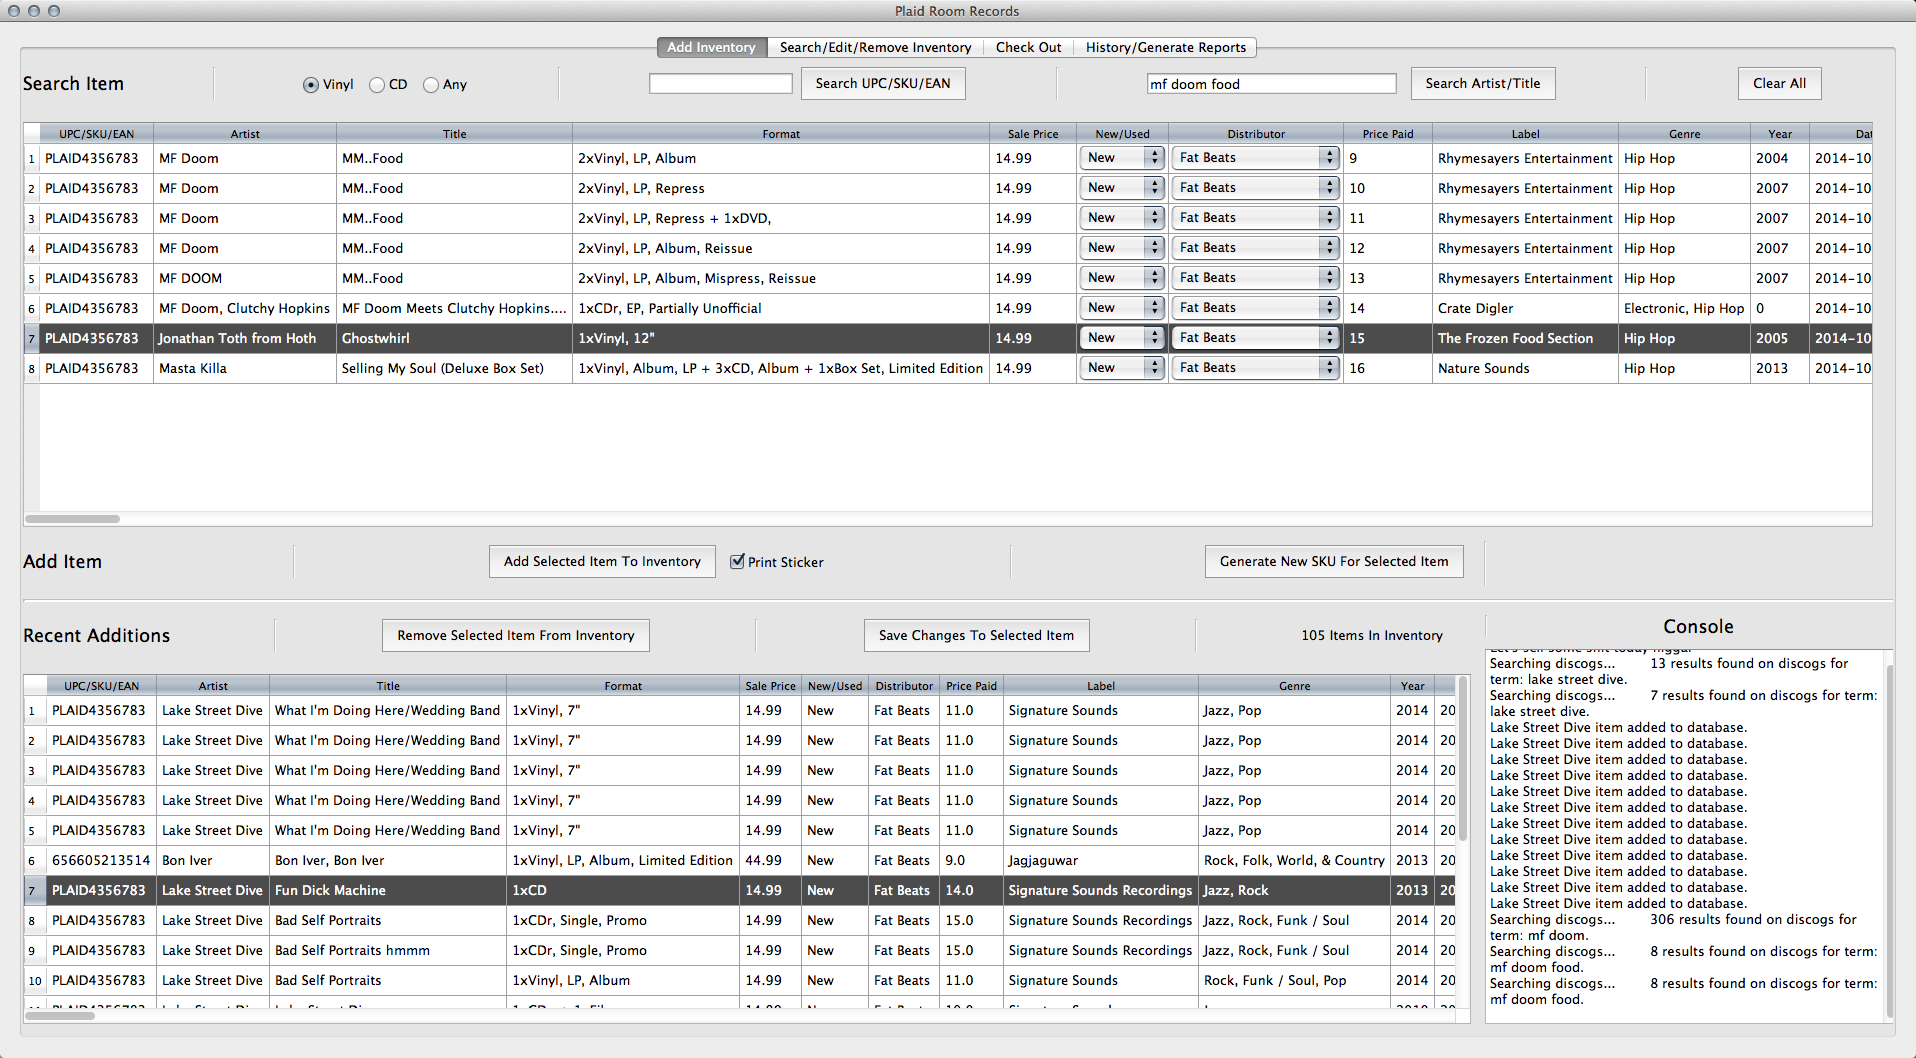 Plaid Room Records
Add Inventory Search/Edit/Remove Inventory Check Out History/Generate Reports
Search Item Vinyl CD Any Search UPC/SKU/EAN mf doom food Search Artist/Title Clear All
UPC/SKU/EAN Artist Title Format Sale Price New/Used Distributor Price Paid Label Genre Year Dat
1 PLAID4356783 MF Doom MM..Food 2xVinyl, LP, Album 14.99 New Fat Beats 9 Rhymesayers Entertainment Hip Hop 2004 2014-10
2 PLAID4356783 MF Doom MM..Food 2xVinyl, LP, Repress 14.99 New Fat Beats 10 Rhymesayers Entertainment Hip Hop 2007 2014-10
3 PLAID4356783 MF Doom MM..Food 2xVinyl, LP, Repress + 1xDVD, 14.99 New Fat Beats 11 Rhymesayers Entertainment Hip Hop 2007 2014-10
4 PLAID4356783 MF Doom MM..Food 2xVinyl, LP, Album, Reissue 14.99 New Fat Beats 12 Rhymesayers Entertainment Hip Hop 2007 2014-10
5 PLAID4356783 MF DOOM MM..Food 2xVinyl, LP, Album, Mispress, Reissue 14.99 New Fat Beats 13 Rhymesayers Entertainment Hip Hop 2007 2014-10
6 PLAID4356783 MF Doom, Clutchy Hopkins MF Doom Meets Clutchy Hopkins.... 1xCDr, EP, Partially Unofficial 14.99 New Fat Beats 14 Crate Digler Electronic, Hip Hop 0 2014-10
7 PLAID4356783 Jonathan Toth from Hoth Ghostwhirl 1xVinyl, 12" 14.99 New Fat Beats 15 The Frozen Food Section Hip Hop 2005 2014-10
8 PLAID4356783 Masta Killa Selling My Soul (Deluxe Box Set) 1xVinyl, Album, LP + 3xCD, Album + 1xBox Set, Limited Edition 14.99 New Fat Beats 16 Nature Sounds Hip Hop 2013 2014-10
Add Item Add Selected Item To Inventory Print Sticker Generate New SKU For Selected Item
Recent Additions Remove Selected Item From Inventory Save Changes To Selected Item 105 Items In Inventory
UPC/SKU/EAN Artist Title Format Sale Price New/Used Distributor Price Paid Label Genre Year
1 PLAID4356783 Lake Street Dive What I'm Doing Here/Wedding Band 1xVinyl, 7" 14.99 New Fat Beats 11.0 Signature Sounds Jazz, Pop 2014 20
2 PLAID4356783 Lake Street Dive What I'm Doing Here/Wedding Band 1xVinyl, 7" 14.99 New Fat Beats 11.0 Signature Sounds Jazz, Pop 2014 20
3 PLAID4356783 Lake Street Dive What I'm Doing Here/Wedding Band 1xVinyl, 7" 14.99 New Fat Beats 11.0 Signature Sounds Jazz, Pop 2014 20
4 PLAID4356783 Lake Street Dive What I'm Doing Here/Wedding Band 1xVinyl, 7" 14.99 New Fat Beats 11.0 Signature Sounds Jazz, Pop 2014 20
5 PLAID4356783 Lake Street Dive What I'm Doing Here/Wedding Band 1xVinyl, 7" 14.99 New Fat Beats 11.0 Signature Sounds Jazz, Pop 2014 20
6 656605213514 Bon Iver Bon Iver, Bon Iver 1xVinyl, LP, Album, Limited Edition 44.99 New Fat Beats 9.0 Jagjaguwar Rock, Folk, World, & Country 2013 20
7 PLAID4356783 Lake Street Dive Fun Dick Machine 1xCD 14.99 New Fat Beats 14.0 Signature Sounds Recordings Jazz, Rock 2013 20
8 PLAID4356783 Lake Street Dive Bad Self Portraits 1xCDr, Single, Promo 14.99 New Fat Beats 15.0 Signature Sounds Recordings Jazz, Rock, Funk / Soul 2014 20
9 PLAID4356783 Lake Street Dive Bad Self Portraits hmmm 1xCDr, Single, Promo 14.99 New Fat Beats 15.0 Signature Sounds Recordings Jazz, Rock, Funk / Soul 2014 20
10 PLAID4356783 Lake Street Dive Bad Self Portraits 1xVinyl, LP, Album 14.99 New Fat Beats 11.0 Signature Sounds Rock, Funk / Soul, Pop 2014 20
Console
Searching discogs... 13 results found on discogs for
term: lake street dive.
Searching discogs... 7 results found on discogs for term:
lake street dive.
Lake Street Dive item added to database.
Lake Street Dive item added to database.
Lake Street Dive item added to database.
Lake Street Dive item added to database.
Lake Street Dive item added to database.
Lake Street Dive item added to database.
Lake Street Dive item added to database.
Lake Street Dive item added to database.
Lake Street Dive item added to database.
Lake Street Dive item added to database.
Lake Street Dive item added to database.
Lake Street Dive item added to database.
Searching discogs... 306 results found on discogs for
term: mf doom.
Searching discogs... 8 results found on discogs for term:
mf doom food.
Searching discogs... 8 results found on discogs for term:
mf doom food.